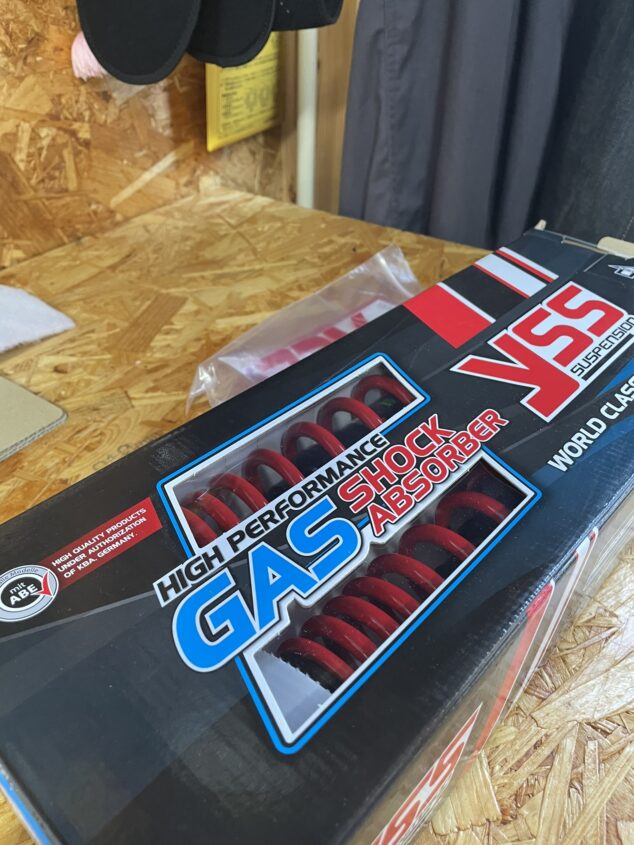 YSS
SUSPENSION
WORLD CLASS
HIGH PERFORMANCE
GAS
SHOCK
ABSORBER
HIGH QUALITY PRODUCTS
UNDER AUTHORIZATION
OF KBA, GERMANY.
mit
ABE